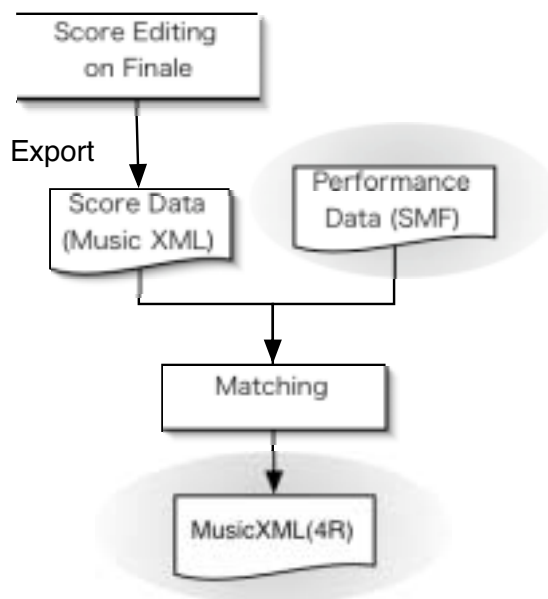 Score Editing
on Finale
Export
Score Data
(Music XML)
Performance
Data (SMF)
Matching
MusicXML(4R)